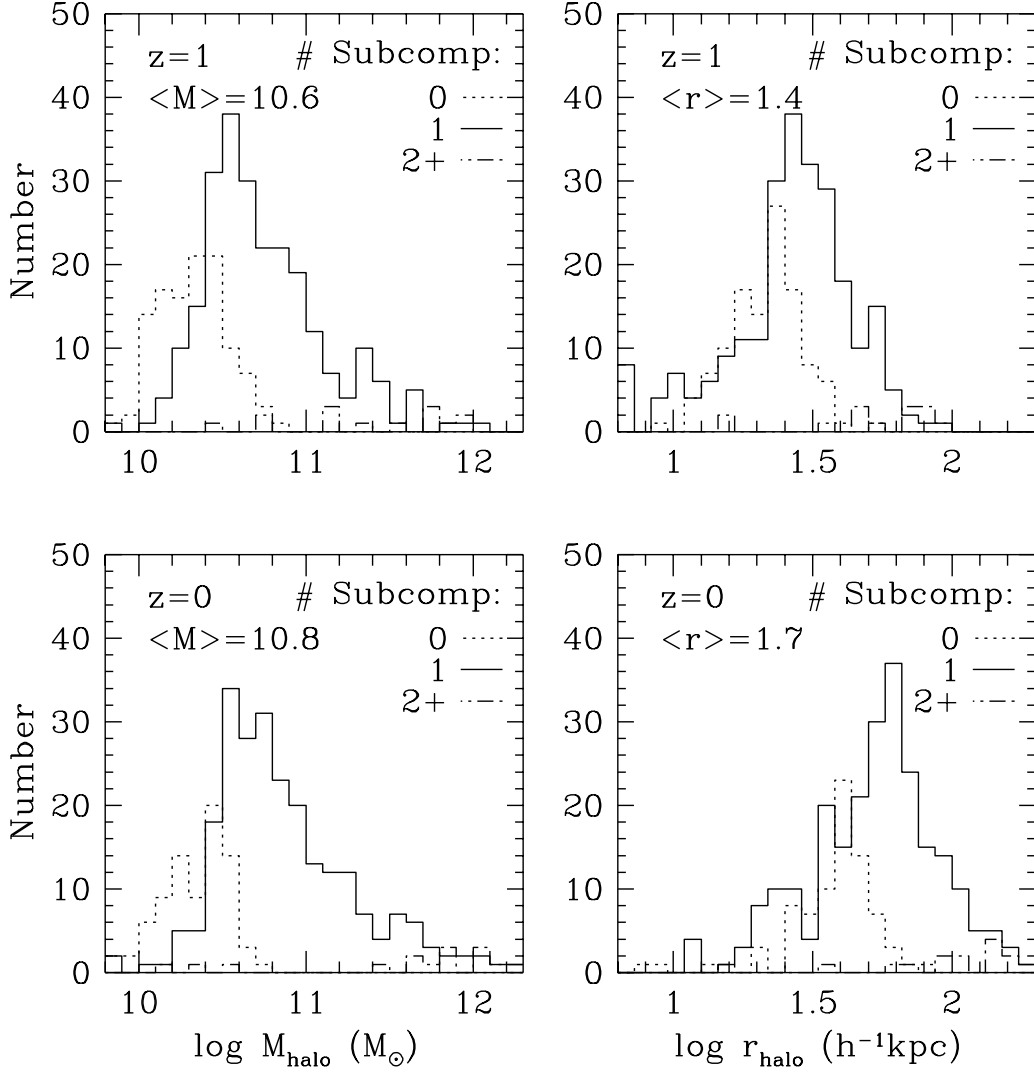 50
40
30
20
10
0
Number
z=1 # Subcomp:
<M>=10.6 0
1
2+
10 11 12
50
40
30
20
10
0
z=1 # Subcomp:
<r>=1.4 0
1
2+
1 1.5 2
50
40
30
20
10
0
Number
z=0 # Subcomp:
<M>=10.8 0
1
2+
10 11 12
log M_halo (M_⊙)
50
40
30
20
10
0
z=0 # Subcomp:
<r>=1.7 0
1
2+
1 1.5 2
log r_halo (h⁻¹kpc)